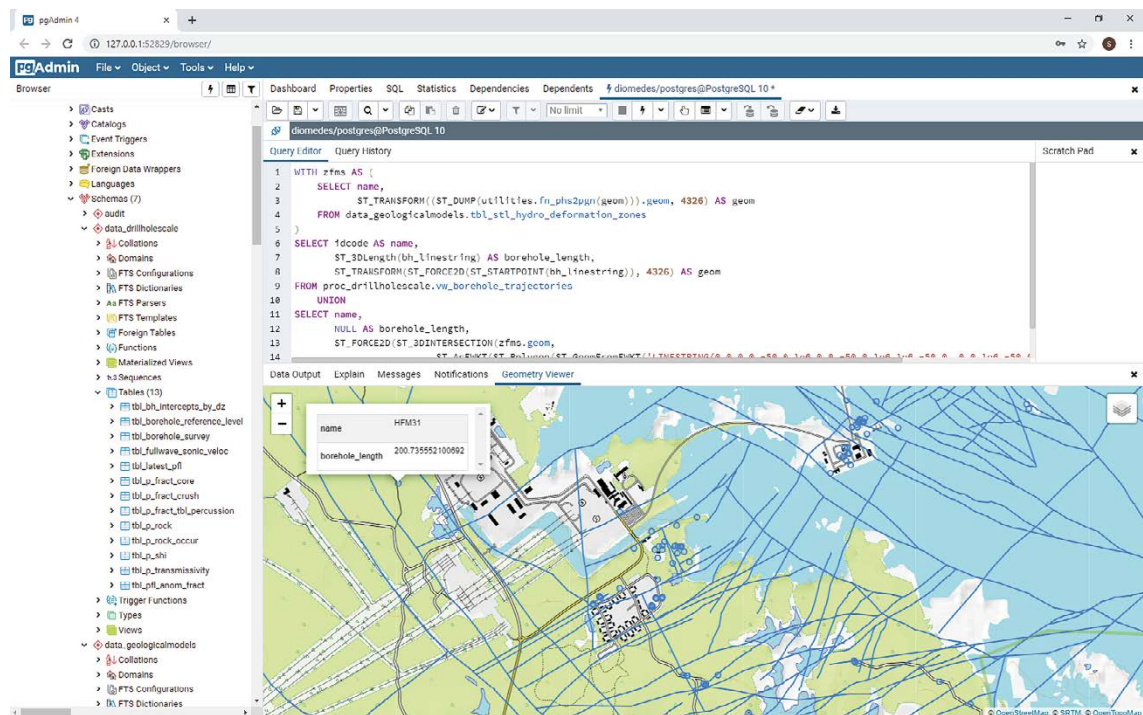 pgAdmin 4
127.0.0.1:52829/browser/
pgAdmin File Object Tools Help
Browser
Dashboard Properties SQL Statistics Dependencies Dependents diomedes/postgres@PostgreSQL 10 *
No limit
diomedes/postgres@PostgreSQL 10
Query Editor Query History
Scratch Pad
1 WITH zfms AS (
2 SELECT name,
3 ST_TRANSFORM((ST_DUMP(utilities.fn_phs2pgn(geom))).geom, 4326) AS geom
4 FROM data_geologicalmodels.tbl_stl_hydro_deformation_zones
5 )
6 SELECT idcode AS name,
7 ST_3DLength(bh_linestring) AS borehole_length,
8 ST_TRANSFORM(ST_FORCE2D(ST_STARTPOINT(bh_linestring)), 4326) AS geom
9 FROM proc_drillholescale.vw_borehole_trajectories
10 UNION
11 SELECT name,
12 NULL AS borehole_length,
13 ST_FORCE2D(ST_3DINTERSECTION(zfms.geom,
14
Casts
Catalogs
Event Triggers
Extensions
Foreign Data Wrappers
Languages
Schemas (7)
audit
data_drillholescale
Collations
Domains
FTS Configurations
FTS Dictionaries
FTS Parsers
FTS Templates
Foreign Tables
Functions
Materialized Views
Sequences
Tables (13)
tbl_bh_intercepts_by_dz
tbl_borehole_reference_level
tbl_borehole_survey
tbl_fullwave_sonic_veloc
tbl_latest_pfl
tbl_p_fract_core
tbl_p_fract_crush
tbl_p_fract_tbl_percussion
tbl_p_rock
tbl_p_rock_occur
tbl_p_shi
tbl_p_transmissivity
tbl_pfl_anom_fract
Trigger Functions
Types
Views
data_geologicalmodels
Collations
Domains
FTS Configurations
FTS Dictionaries
Data Output Explain Messages Notifications Geometry Viewer
+
−
name HFM31
borehole_length 200.735552100692
© OpenStreetMap, © SRTM, © OpenTopoMap